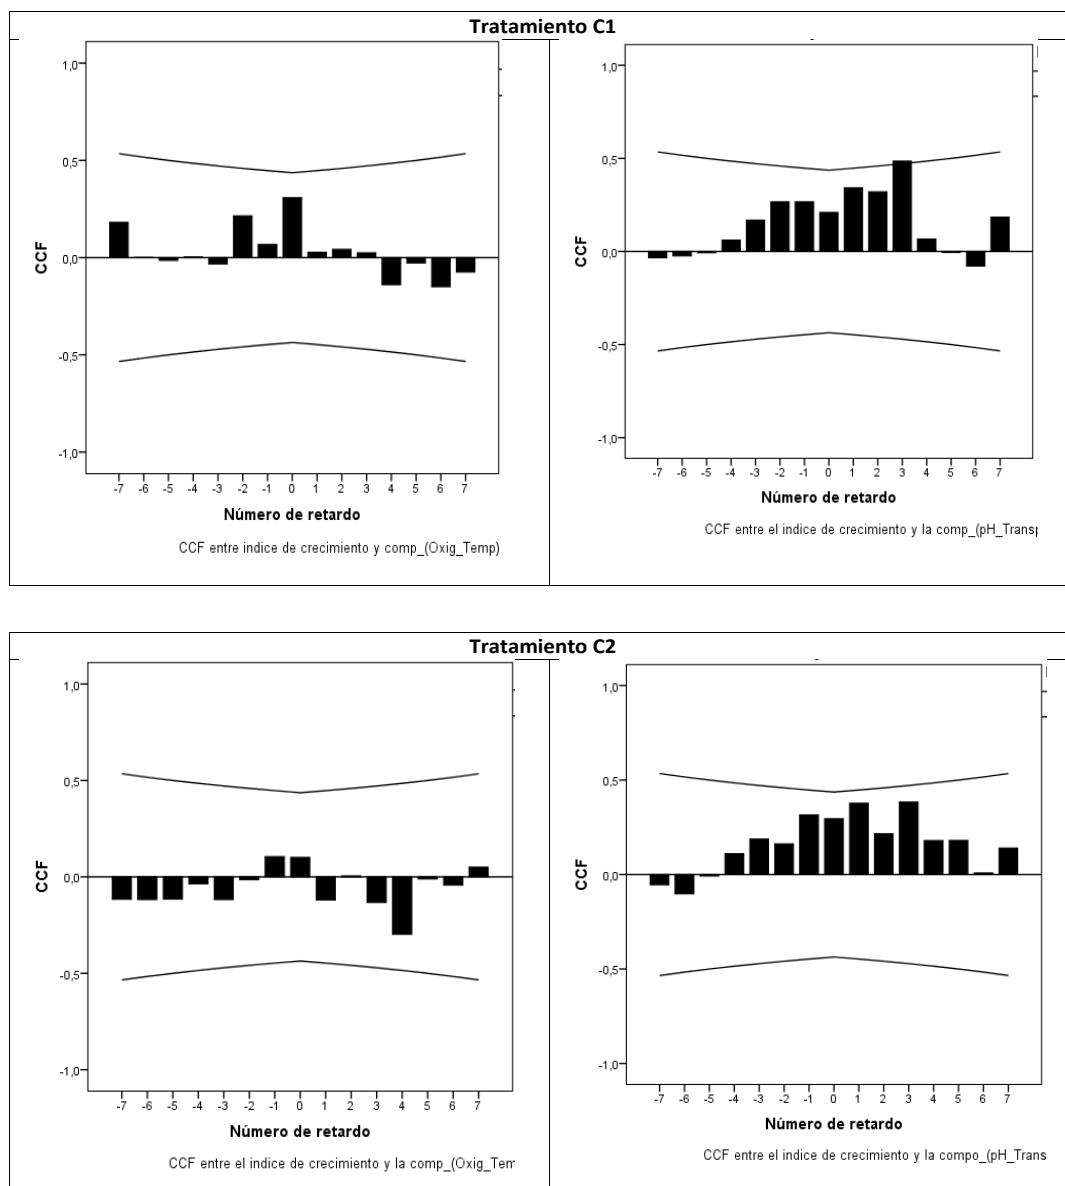 Tratamiento C1
1,0
0,5
0,0
-0,5
-1,0
CCF
-7 -6 -5 -4 -3 -2 -1 0 1 2 3 4 5 6 7
Número de retardo
CCF entre indice de crecimiento y comp_(Oxig_Temp)
1,0
0,5
0,0
-0,5
-1,0
CCF
-7 -6 -5 -4 -3 -2 -1 0 1 2 3 4 5 6 7
Número de retardo
CCF entre el indice de crecimiento y la comp_(pH_Transp
Tratamiento C2
1,0
0,5
0,0
-0,5
-1,0
CCF
-7 -6 -5 -4 -3 -2 -1 0 1 2 3 4 5 6 7
Número de retardo
CCF entre el indice de crecimiento y la comp_(Oxig_Tem
1,0
0,5
0,0
-0,5
-1,0
CCF
-7 -6 -5 -4 -3 -2 -1 0 1 2 3 4 5 6 7
Número de retardo
CCF entre el indice de crecimiento y la compo_(pH_Trans